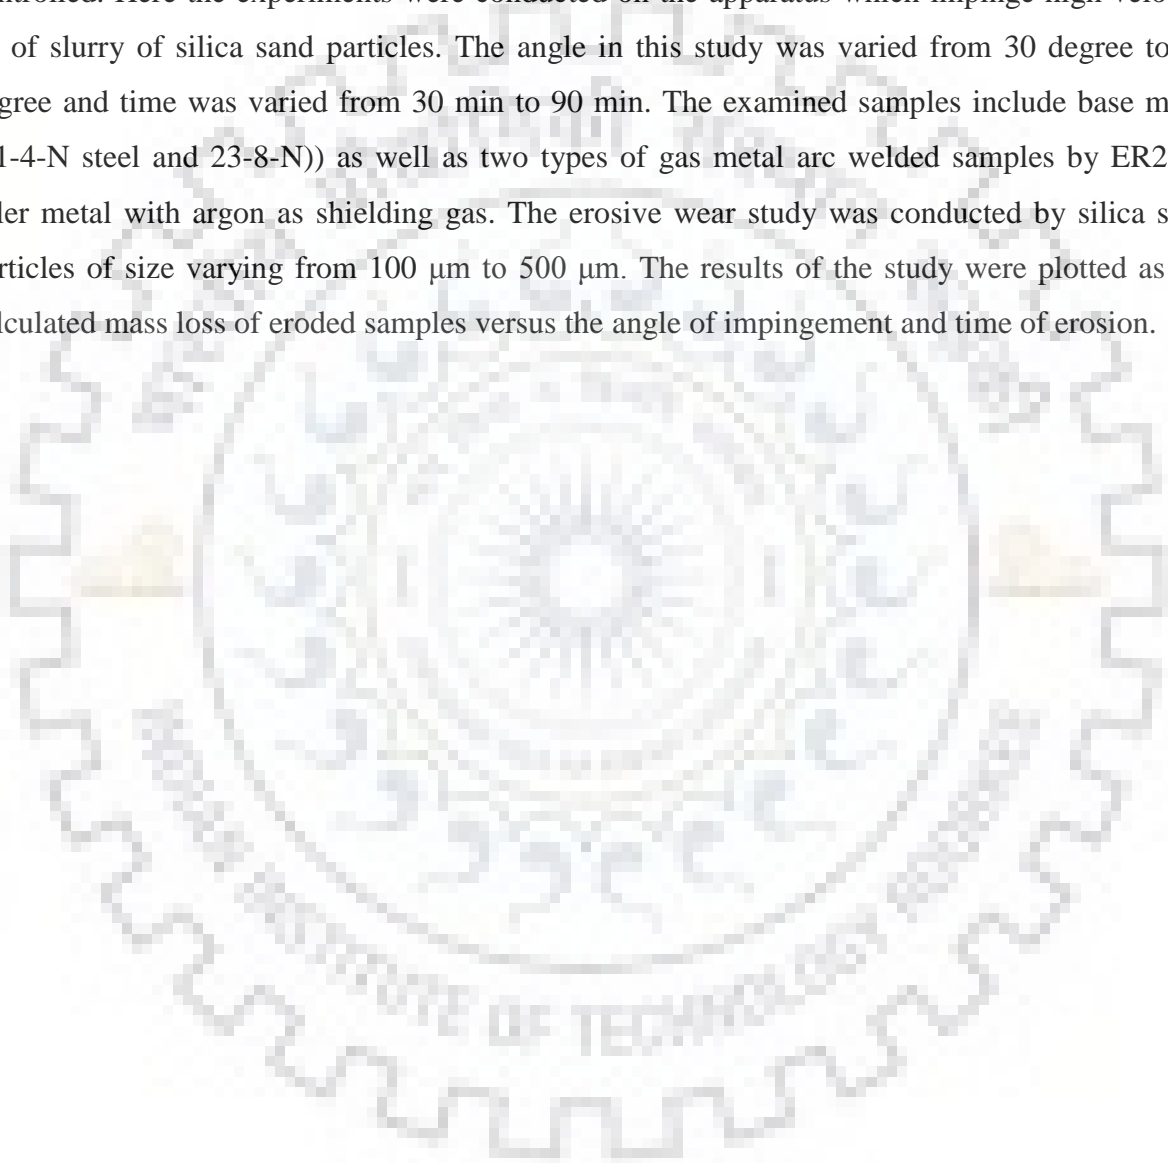 ntrolled. Here the experiments were conducted on the apparatus which impinge high velo
of slurry of silica sand particles. The angle in this study was varied from 30 degree to
gree and time was varied from 30 min to 90 min. The examined samples include base m
1-4-N steel and 23-8-N)) as well as two types of gas metal arc welded samples by ER2
ler metal with argon as shielding gas. The erosive wear study was conducted by silica s
rticles of size varying from 100 μm to 500 μm. The results of the study were plotted as
lculated mass loss of eroded samples versus the angle of impingement and time of erosion.
INSTITUTE OF TECHNOLOGY